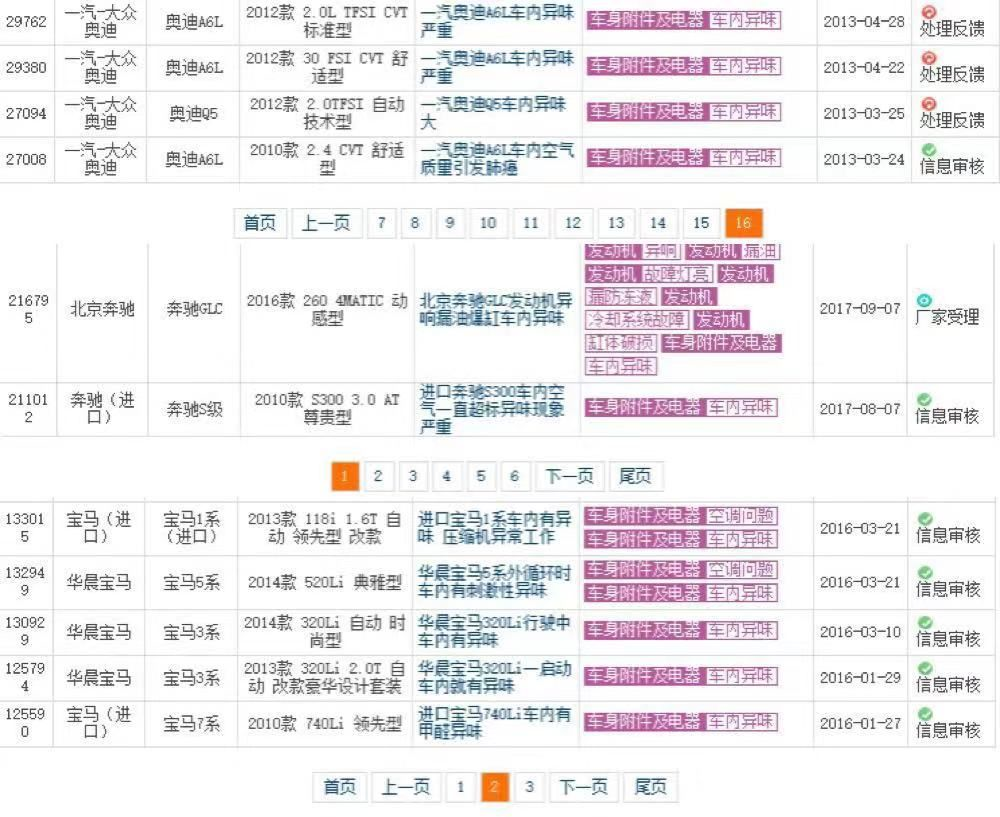 29762 一汽-大众奥迪 奥迪A6L 2012款 2.0L TFSI CVT 标准型 一汽奥迪A6L车内异味严重 车身附件及电器 车内异味 2013-04-28 处理反馈
29380 一汽-大众奥迪 奥迪A6L 2012款 30 FSI CVT 舒适型 一汽奥迪A6L车内异味严重 车身附件及电器 车内异味 2013-04-22 处理反馈
27094 一汽-大众奥迪 奥迪Q5 2012款 2.0TFSI 自动 技术型 一汽奥迪Q5车内异味大 车身附件及电器 车内异味 2013-03-25 处理反馈
27008 一汽-大众奥迪 奥迪A6L 2010款 2.4 CVT 舒适型 一汽奥迪A6L车内空气质量引发肺癌 车身附件及电器 车内异味 2013-03-24 信息审核
首页 上一页 7 8 9 10 11 12 13 14 15 16
216795 北京奔驰 奔驰GLC 2016款 260 4MATIC 动感型 北京奔驰GLC发动机异响漏油爆缸车内异味 发动机 异响 发动机 漏油 发动机 故障灯亮 发动机 漏防冻液 发动机 冷却系统故障 发动机 缸体破损 车身附件及电器 车内异味 2017-09-07 厂家受理
211012 奔驰（进口） 奔驰S级 2010款 S300 3.0 AT 尊贵型 进口奔驰S300车内空气一直超标异味现象严重 车身附件及电器 车内异味 2017-08-07 信息审核
1 2 3 4 5 6 下一页 尾页
133015 宝马（进口） 宝马1系（进口） 2013款 118i 1.6T 自动 领先型 改款 进口宝马1系车内有异味 压缩机异常工作 车身附件及电器 空调问题 车身附件及电器 车内异味 2016-03-21 信息审核
132949 华晨宝马 宝马5系 2014款 520Li 典雅型 华晨宝马5系外循环时车内有刺激性异味 车身附件及电器 空调问题 车身附件及电器 车内异味 2016-03-21 信息审核
130929 华晨宝马 宝马3系 2014款 320Li 自动 时尚型 华晨宝马320Li行驶中车内有异味 车身附件及电器 车内异味 2016-03-10 信息审核
125794 华晨宝马 宝马3系 2013款 320Li 2.0T 自动 改款豪华设计套装 华晨宝马320Li一启动车内就有异味 车身附件及电器 车内异味 2016-01-29 信息审核
125590 宝马（进口） 宝马7系 2010款 740Li 领先型 进口宝马740Li车内有甲醛异味 车身附件及电器 车内异味 2016-01-27 信息审核
首页 上一页 1 2 3 下一页 尾页